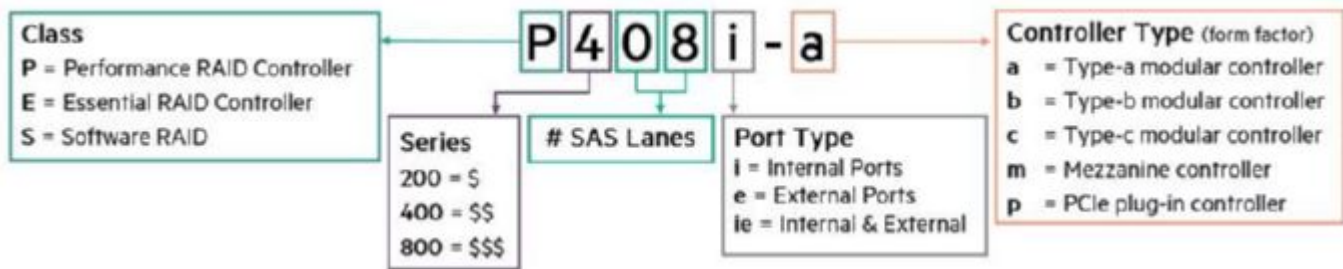 P408i-a
Class
P = Performance RAID Controller
E = Essential RAID Controller
S = Software RAID
Series
200 = $
400 = $$
800 = $$$
# SAS Lanes
Port Type
i = Internal Ports
e = External Ports
ie = Internal & External
Controller Type (form factor)
a = Type-a modular controller
b = Type-b modular controller
c = Type-c modular controller
m = Mezzanine controller
p = PCIe plug-in controller